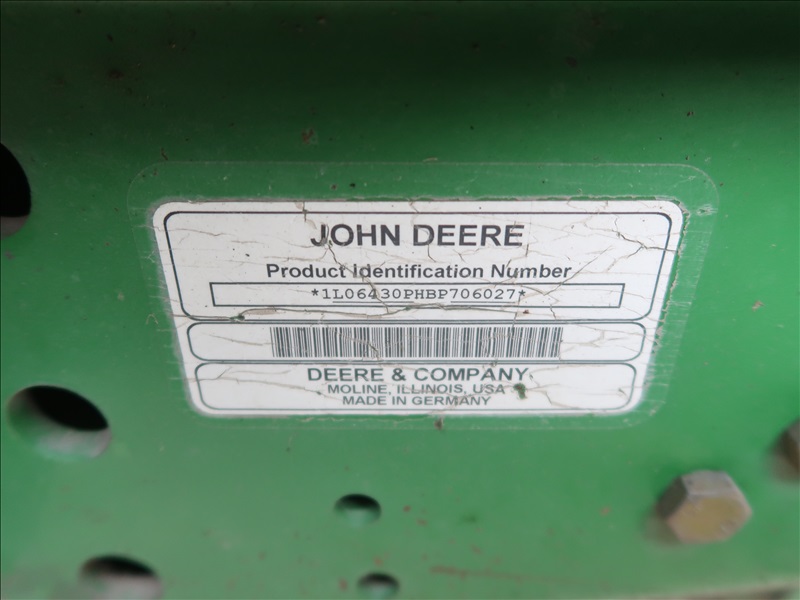 JOHN DEERE
Product Identification Number
*1L06430PHBP706027*
DEERE & COMPANY
MOLINE, ILLINOIS, USA
MADE IN GERMANY